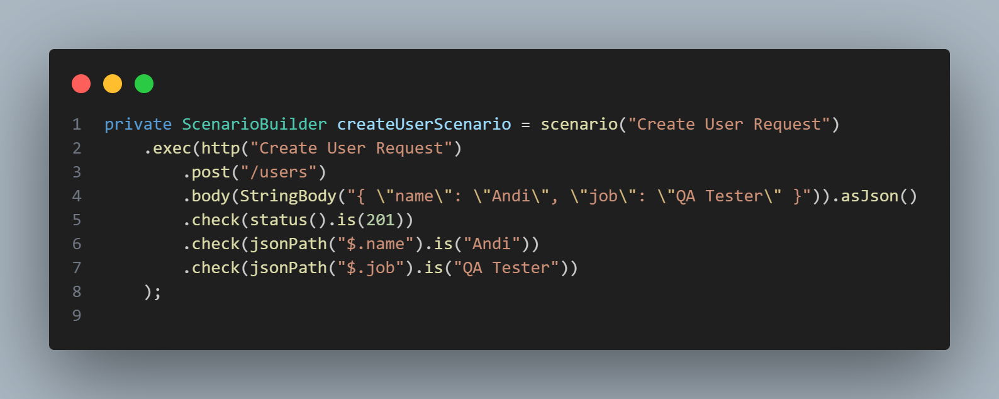 1 private ScenarioBuilder createUserScenario = scenario("Create User Request")
2     .exec(http("Create User Request")
3         .post("/users")
4         .body(StringBody("{ \"name\": \"Andi\", \"job\": \"QA Tester\" }")).asJson()
5         .check(status().is(201))
6         .check(jsonPath("$.name").is("Andi"))
7         .check(jsonPath("$.job").is("QA Tester"))
8     );
9